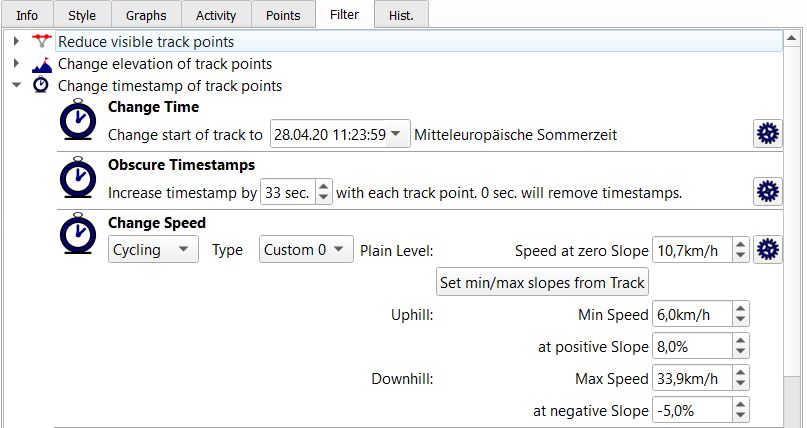 Info Style Graphs Activity Points Filter Hist.
Reduce visible track points
Change elevation of track points
Change timestamp of track points
Change Time
Change start of track to 28.04.20 11:23:59 Mitteleuropäische Sommerzeit
Obscure Timestamps
Increase timestamp by 33 sec. with each track point. 0 sec. will remove timestamps.
Change Speed
Cycling Type Custom 0 Plain Level: Speed at zero Slope 10,7km/h
Set min/max slopes from Track
Uphill: Min Speed 6,0km/h
at positive Slope 8,0%
Downhill: Max Speed 33,9km/h
at negative Slope -5,0%